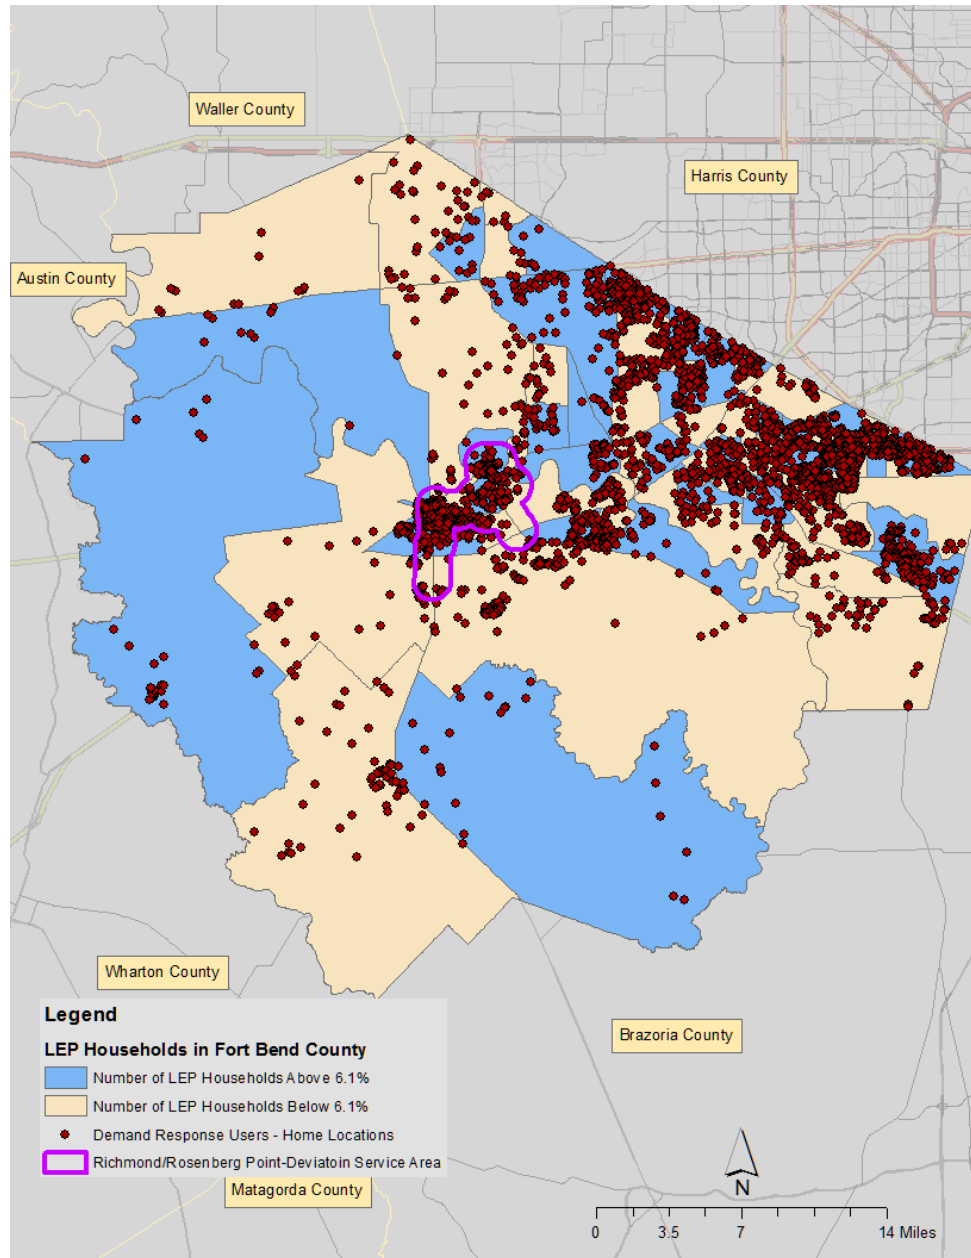 Waller County
Harris County
Austin County
Wharton County
Brazoria County
Legend
LEP Households in Fort Bend County
Number of LEP Households Above 6.1%
Number of LEP Households Below 6.1%
Demand Response Users - Home Locations
Richmond/Rosenberg Point-Deviatoin Service Area
Matagorda County
N
0 3.5 7 14 Miles